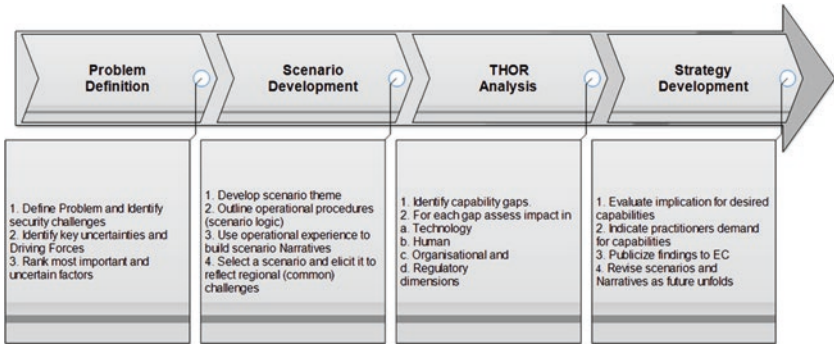 Problem
Definition
Scenario
Development
THOR
Analysis
Strategy
Development
1. Define Problem and Identify
security challenges
2. Identify key uncertainties and
Driving Forces
3. Rank most important and
uncertain factors
1. Develop scenario theme
2. Outline operational procedures
(scenario logic)
3. Use operational experience to
build scenario Narratives
4. Select a scenario and elicit it to
reflect regional (common)
challenges
1. Identify capability gaps.
2. For each gap assess impact in
a. Technology
b. Human
c. Organisational and
d. Regulatory
dimensions
1. Evaluate implication for desired
capabilities
2. Indicate practitioners demand
for capabilities
3. Publicize findings to EC
4. Revise scenarios and
Narratives as future unfolds